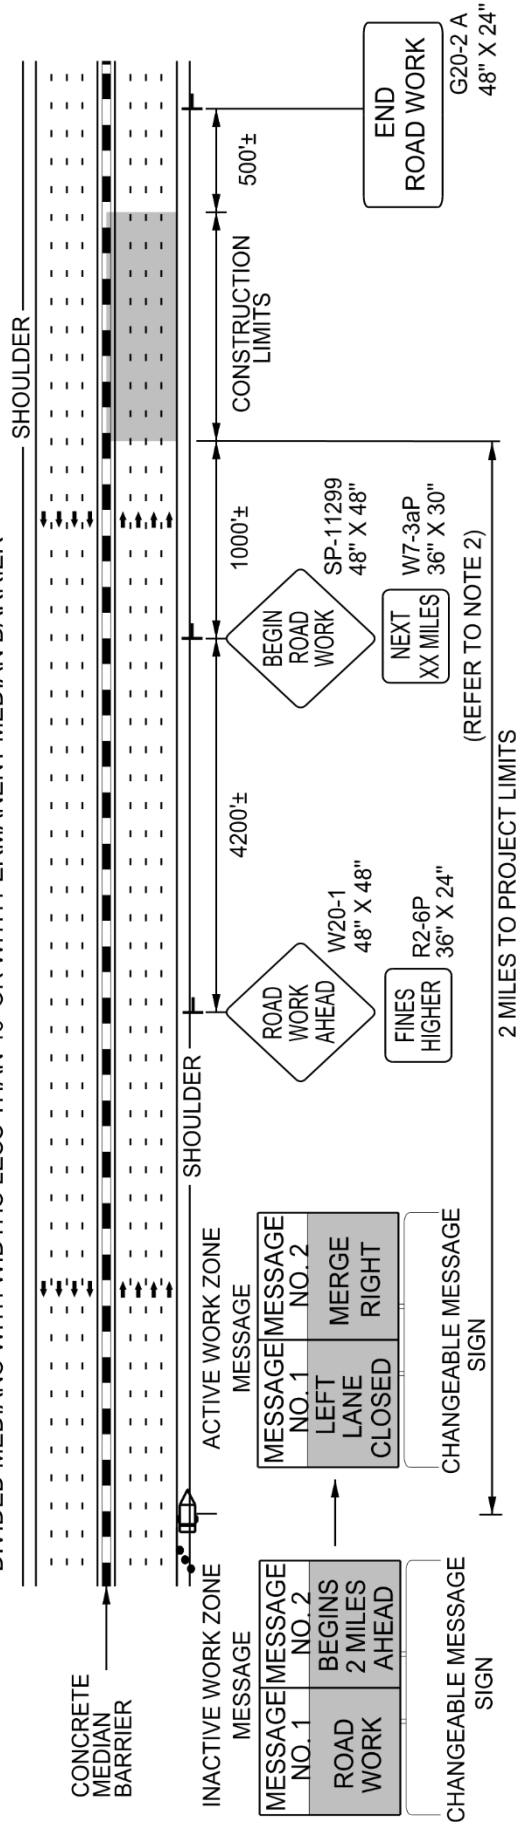 DIVIDED MEDIANS WITH WIDTHS LESS THAN 40' OR WITH PERMANENT MEDIAN BARRIER
SHOULDER
CONCRETE
MEDIAN
BARRIER
SHOULDER
4200'±
1000'±
CONSTRUCTION
LIMITS
500'±
INACTIVE WORK ZONE
MESSAGE
MESSAGE
NO. 1
MESSAGE
NO. 2
ROAD
WORK
BEGINS
2 MILES
AHEAD
CHANGEABLE MESSAGE
SIGN
ACTIVE WORK ZONE
MESSAGE
MESSAGE
NO. 1
MESSAGE
NO. 2
LEFT
LANE
CLOSED
MERGE
RIGHT
CHANGEABLE MESSAGE
SIGN
ROAD
WORK
AHEAD
W20-1
48" X 48"
FINES
HIGHER
R2-6P
36" X 24"
BEGIN
ROAD
WORK
SP-11299
48" X 48"
NEXT
XX MILES
W7-3aP
36" X 30"
END
ROAD WORK
G20-2 A
48" X 24"
(REFER TO NOTE 2)
2 MILES TO PROJECT LIMITS